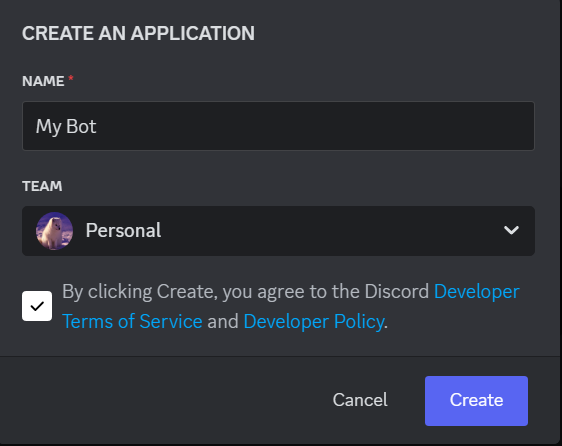 CREATE AN APPLICATION
NAME *
My Bot
TEAM
Personal
By clicking Create, you agree to the Discord Developer
Terms of Service and Developer Policy.
Cancel
Create